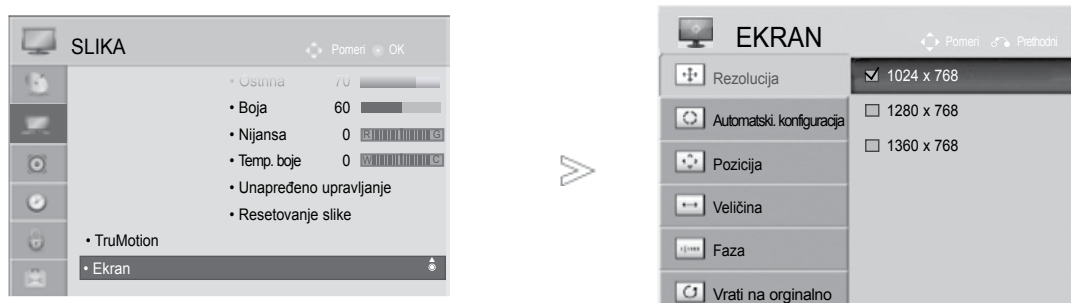 SLIKA
Pomeri OK
• Oštrina 70
• Boja 60
• Nijansa 0 R G
• Temp. boje 0 W C
• Unapređeno upravljanje
• Resetovanje slike
• TruMotion
• Ekran
EKRAN
Pomeri Prethodni
Rezolucija
Automatski. konfiguracija
Pozicija
Veličina
Faza
Vrati na orginalno
1024 x 768
1280 x 768
1360 x 768